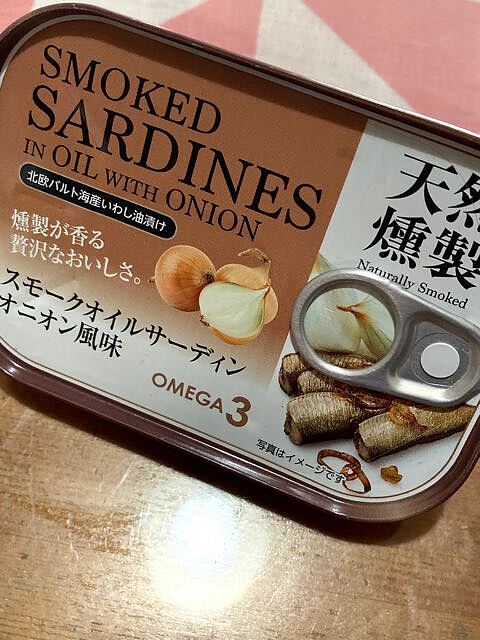 SMOKED
SARDINES
IN OIL WITH ONION
北欧バルト海産いわし油漬け
燻製が香る
贅沢なおいしさ。
スモークオイルサーディン
オニオン風味
OMEGA 3
天然
燻製
Naturally Smoked
写真はイメージです